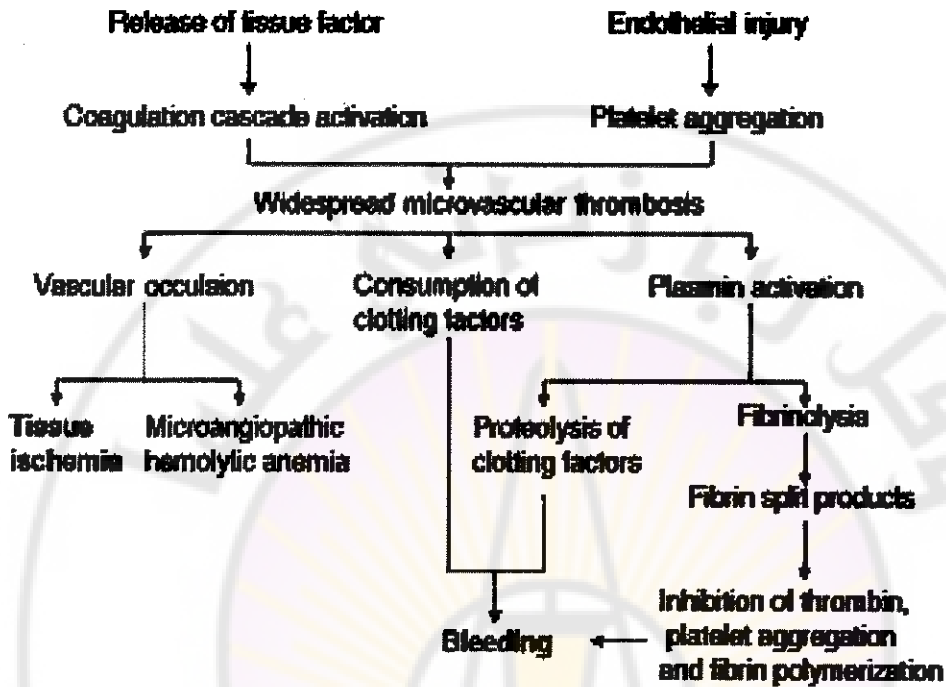 Release of tissue factor
Endothelial injury
Coagulation cascade activation
Platelet aggregation
Widespread microvascular thrombosis
Vascular occulsion
Consumption of
clotting factors
Plasmin activation
Tissue
ischemia
Microangiopathic
hemolytic anemia
Proteolysis of
clotting factors
Fibrinolysis
Fibrin split products
Inhibition of thrombin,
platelet aggregation
and fibrin polymerization
Bleeding